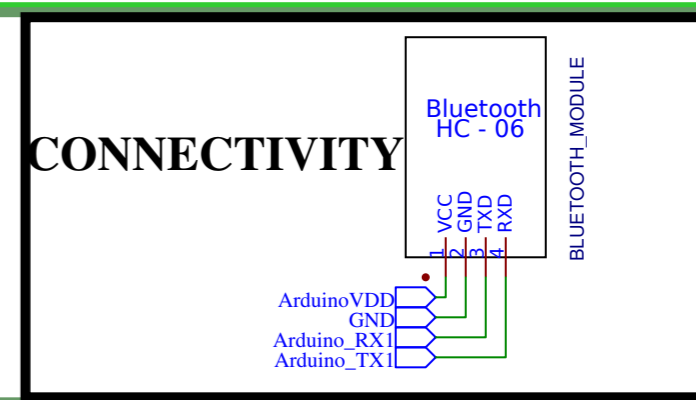 CONNECTIVITY
Bluetooth
HC - 06
BLUETOOTH_MODULE
VCC
GND
TXD
RXD
1
2
3
4
ArduinoVDD
GND
Arduino_RX1
Arduino_TX1